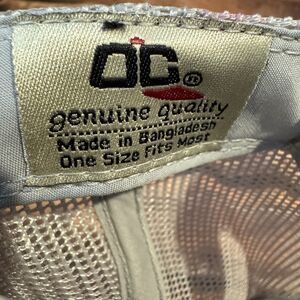 OC
genuine quality
Made in Bangladesh
One Size Fits Most